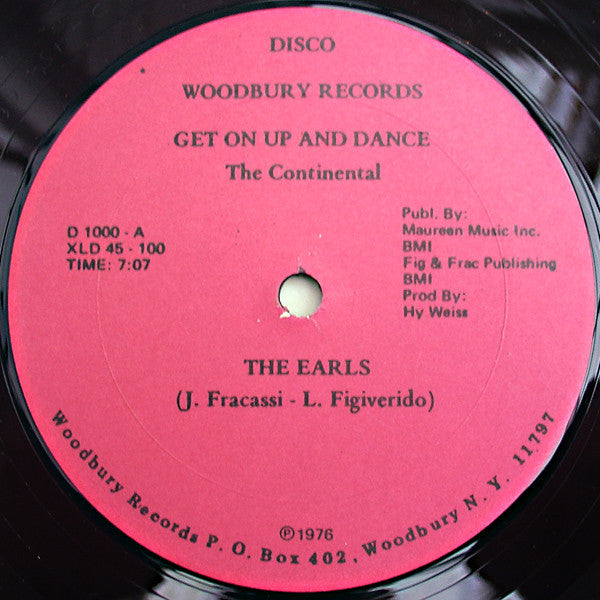 DISCO
WOODBURY RECORDS
GET ON UP AND DANCE
The Continental
D 1000 - A
XLD 45 - 100
TIME: 7:07
Publ. By:
Maureen Music Inc.
BMI
Fig & Frac Publishing
BMI
Prod By:
Hy Weiss
THE EARLS
(J. Fracassi - L. Figiverido)
℗1976
Woodbury Records P. O. Box 402, Woodbury N. Y. 11797